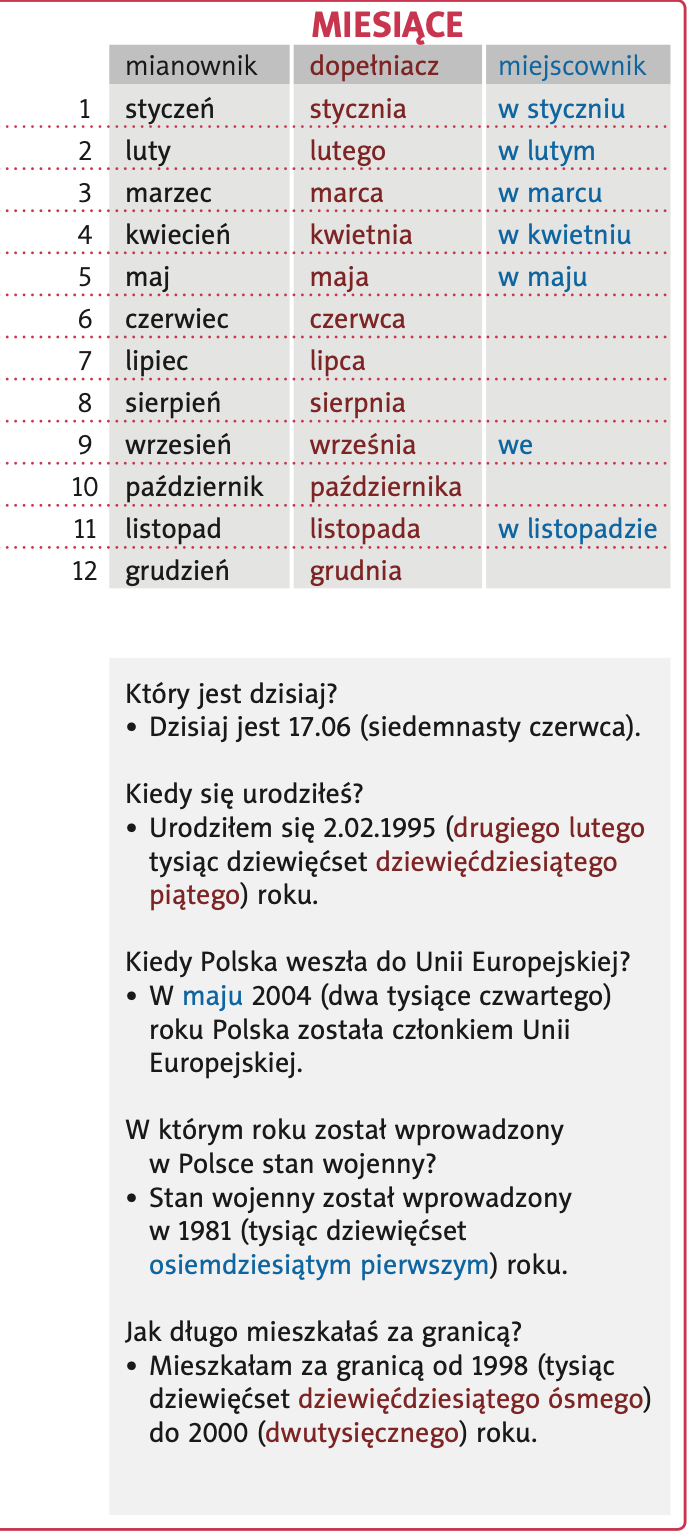 MIESIĄCE
mianownik dopełniacz miejscownik
1 styczeń stycznia w styczniu
2 luty lutego w lutym
3 marzec marca w marcu
4 kwiecień kwietnia w kwietniu
5 maj maja w maju
6 czerwiec czerwca
7 lipiec lipca
8 sierpień sierpnia
9 wrzesień września we
10 październik października
11 listopad listopada w listopadzie
12 grudzień grudnia
Który jest dzisiaj?
• Dzisiaj jest 17.06 (siedemnasty czerwca).
Kiedy się urodziłeś?
• Urodziłem się 2.02.1995 (drugiego lutego
tysiąc dziewięćset dziewięćdziesiątego
piątego) roku.
Kiedy Polska weszła do Unii Europejskiej?
• W maju 2004 (dwa tysiące czwartego)
roku Polska została członkiem Unii
Europejskiej.
W którym roku został wprowadzony
w Polsce stan wojenny?
• Stan wojenny został wprowadzony
w 1981 (tysiąc dziewięćset
osiemdziesiątym pierwszym) roku.
Jak długo mieszkałaś za granicą?
• Mieszkałam za granicą od 1998 (tysiąc
dziewięćset dziewięćdziesiątego ósmego)
do 2000 (dwutysięcznego) roku.